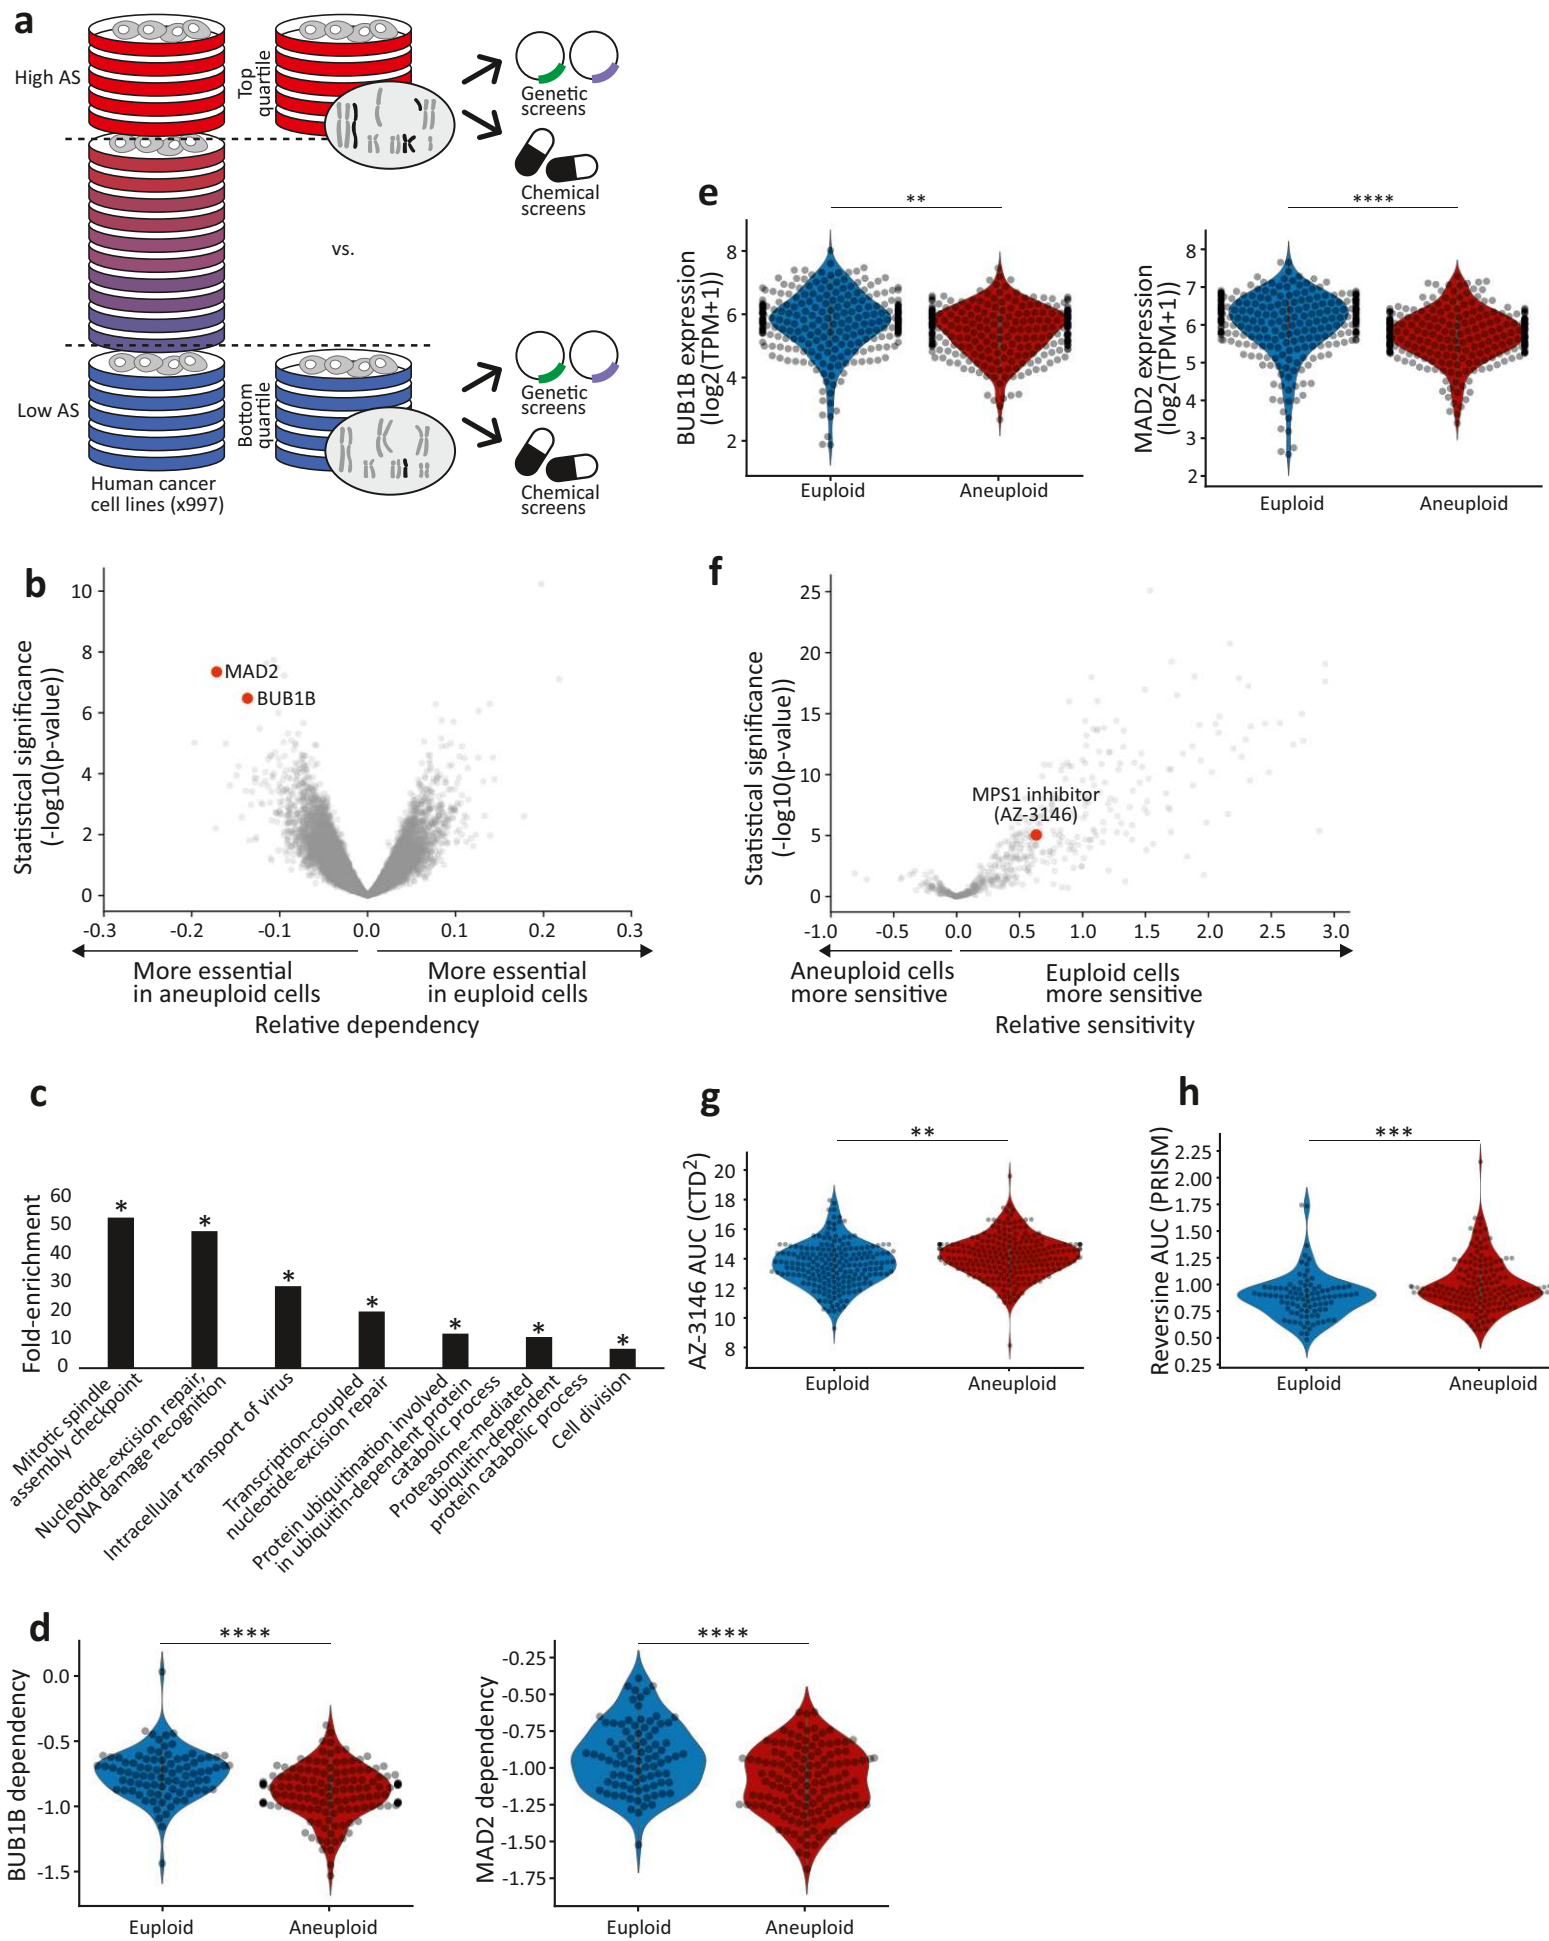 a
High AS
Top
quartile
Genetic
screens
Chemical
screens
vs.
Low AS
Bottom
quartile
Genetic
screens
Chemical
screens
Human cancer
cell lines (x997)
b
Statistical significance
(-log10(p-value))
10
8
6
4
2
0
MAD2
BUB1B
-0.3
-0.2
-0.1
0.0
0.1
0.2
0.3
More essential
in aneuploid cells
More essential
in euploid cells
Relative dependency
c
Fold-enrichment
60
50
40
30
20
10
0
*
*
*
*
*
*
*
Mitotic spindle
assembly checkpoint
Nucleotide-excision repair,
DNA damage recognition
Intracellular transport of virus
Transcription-coupled
nucleotide-excision repair
Protein ubiquitination involved
in ubiquitin-dependent protein
catabolic process
Proteasome-mediated
ubiquitin-dependent
protein catabolic process
Cell division
d
BUB1B dependency
0.0
-0.5
-1.0
-1.5
****
Euploid
Aneuploid
MAD2 dependency
-0.25
-0.50
-0.75
-1.00
-1.25
-1.50
-1.75
****
Euploid
Aneuploid
e
BUB1B expression
(log2(TPM+1))
8
6
4
2
**
Euploid
Aneuploid
MAD2 expression
(log2(TPM+1))
8
7
6
5
4
3
2
****
Euploid
Aneuploid
f
Statistical significance
(-log10(p-value))
25
20
15
10
5
0
MPS1 inhibitor
(AZ-3146)
-1.0
-0.5
0.0
0.5
1.0
1.5
2.0
2.5
3.0
Aneuploid cells
more sensitive
Euploid cells
more sensitive
Relative sensitivity
g
AZ-3146 AUC (CTD²)
20
18
16
14
12
10
8
**
Euploid
Aneuploid
h
Reversine AUC (PRISM)
2.25
2.00
1.75
1.50
1.25
1.00
0.75
0.50
0.25
***
Euploid
Aneuploid